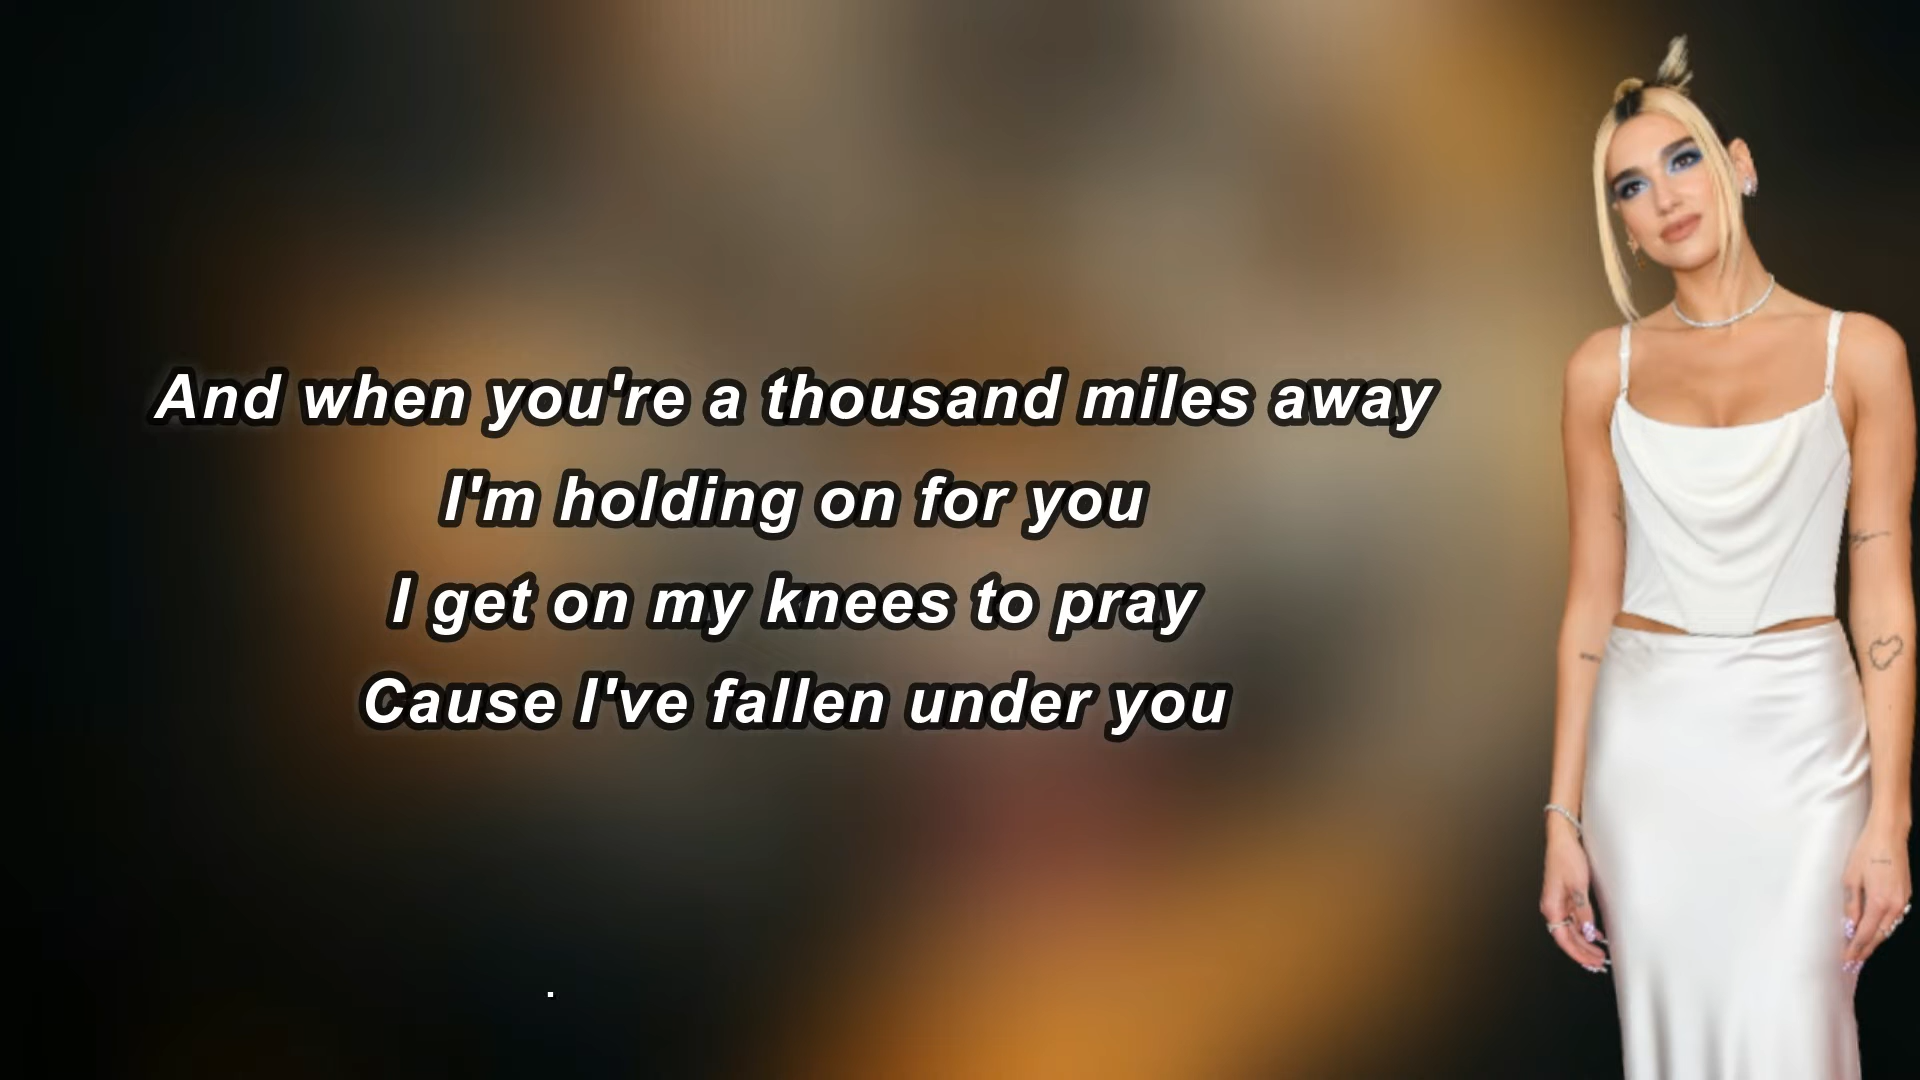 And when you're a thousand miles away
I'm holding on for you
I get on my knees to pray
Cause I've fallen under you
.